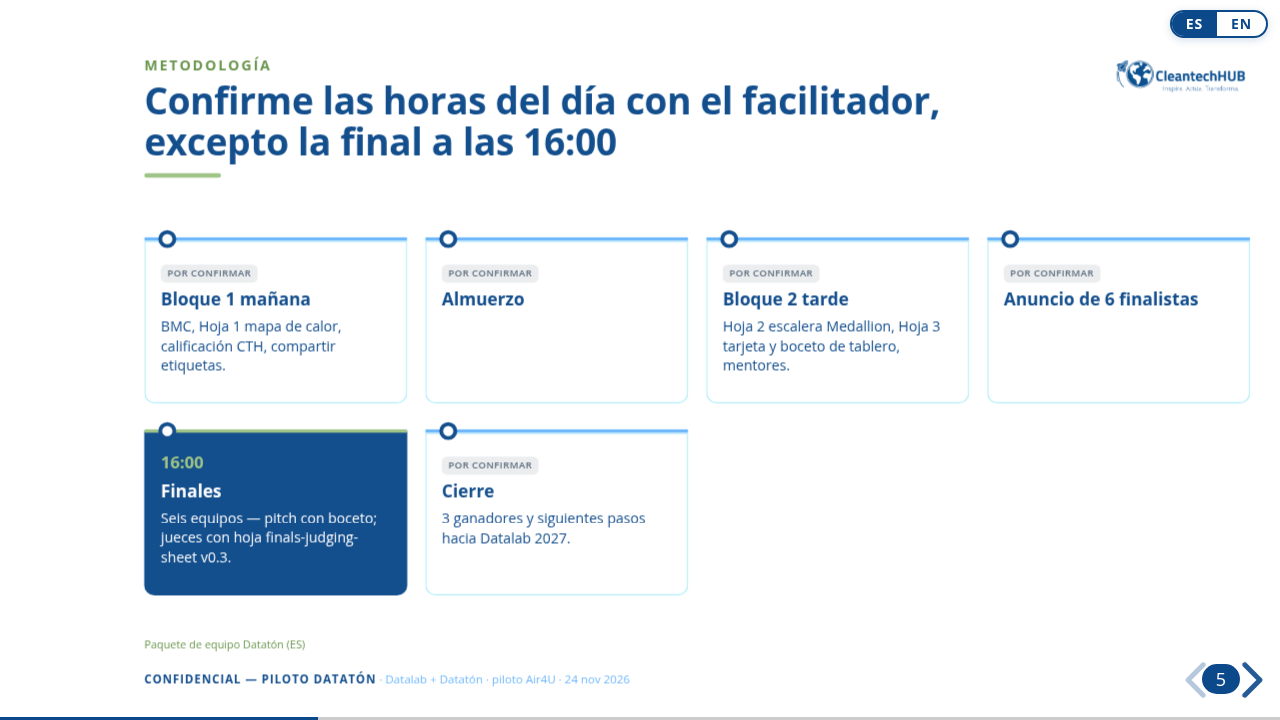 ES EN
METODOLOGÍA
CleantechHUB
Inspire. Actúa. Transforma.
Confirme las horas del día con el facilitador,
excepto la final a las 16:00
POR CONFIRMAR
Bloque 1 mañana
BMC, Hoja 1 mapa de calor,
calificación CTH, compartir
etiquetas.
POR CONFIRMAR
Almuerzo
POR CONFIRMAR
Bloque 2 tarde
Hoja 2 escalera Medallion, Hoja 3
tarjeta y boceto de tablero,
mentores.
POR CONFIRMAR
Anuncio de 6 finalistas
16:00
Finales
Seis equipos — pitch con boceto;
jueces con hoja finals-judging-
sheet v0.3.
POR CONFIRMAR
Cierre
3 ganadores y siguientes pasos
hacia Datalab 2027.
Paquete de equipo Datatón (ES)
CONFIDENCIAL — PILOTO DATATÓN · Datalab + Datatón · piloto Air4U · 24 nov 2026
5